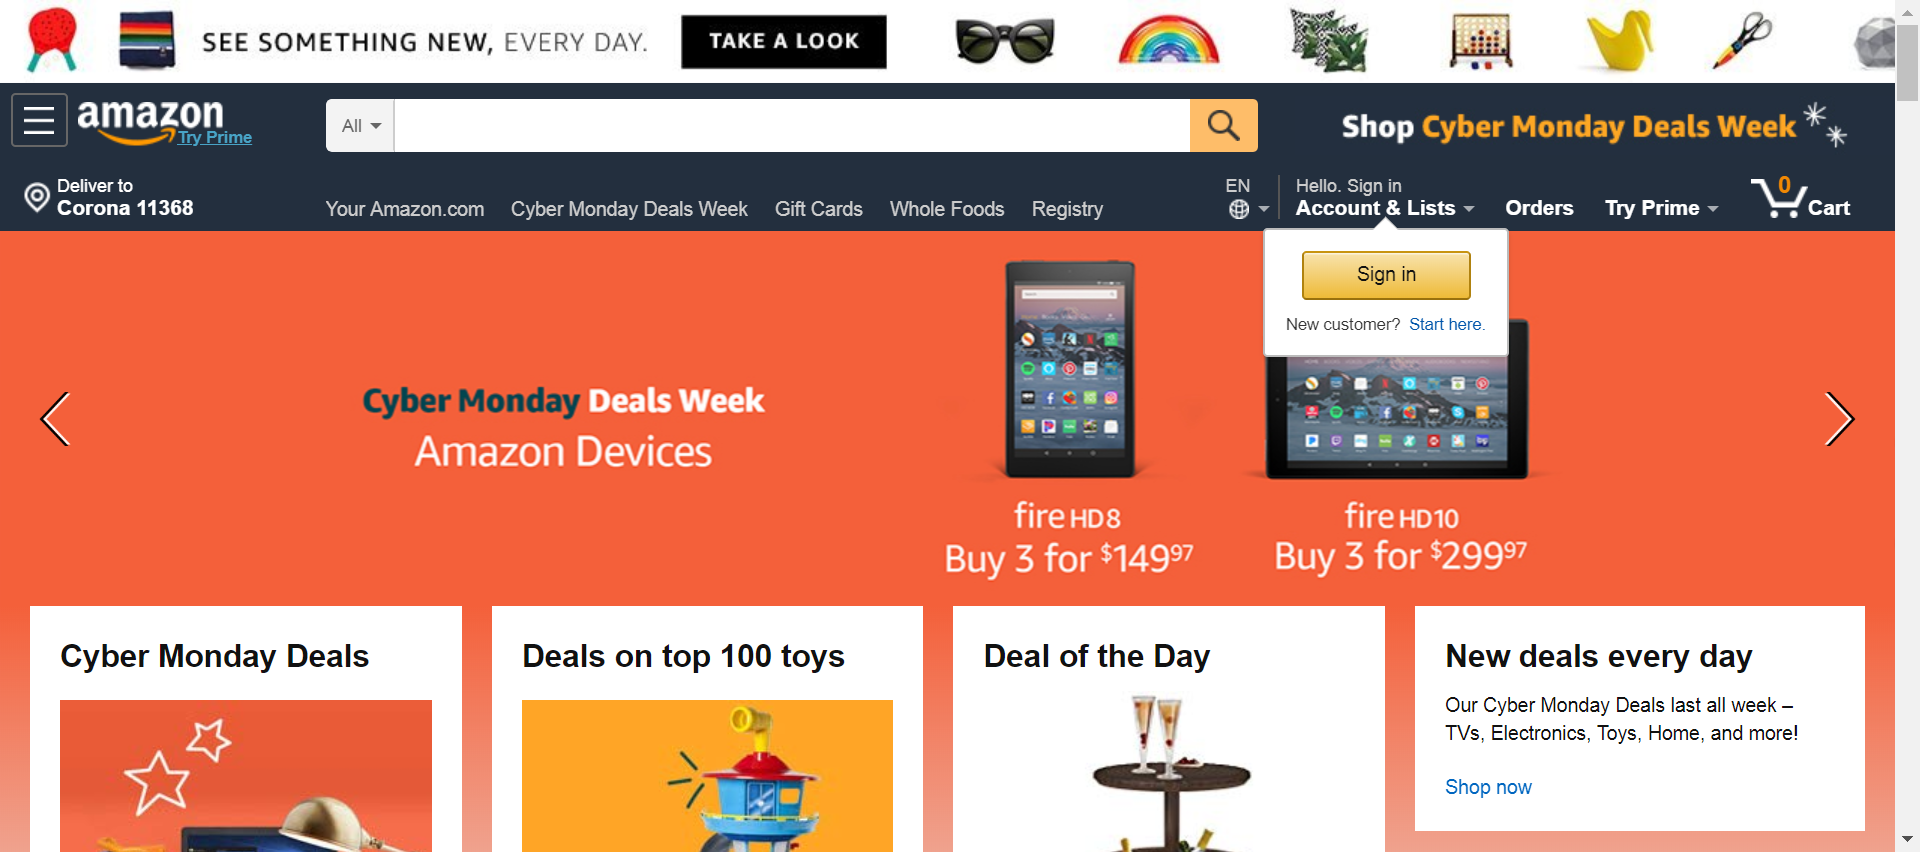 SEE SOMETHING NEW, EVERY DAY.
TAKE A LOOK
amazon
Try Prime
All
Shop Cyber Monday Deals Week
Deliver to
Corona 11368
Your Amazon.com
Cyber Monday Deals Week
Gift Cards
Whole Foods
Registry
EN
Hello. Sign in
Account & Lists
Orders
Try Prime
0
Cart
Sign in
New customer? Start here.
Cyber Monday Deals Week
Amazon Devices
fire HD8
Buy 3 for $14997
fire HD10
Buy 3 for $29997
Cyber Monday Deals
Deals on top 100 toys
Deal of the Day
New deals every day
Our Cyber Monday Deals last all week –
TVs, Electronics, Toys, Home, and more!
Shop now